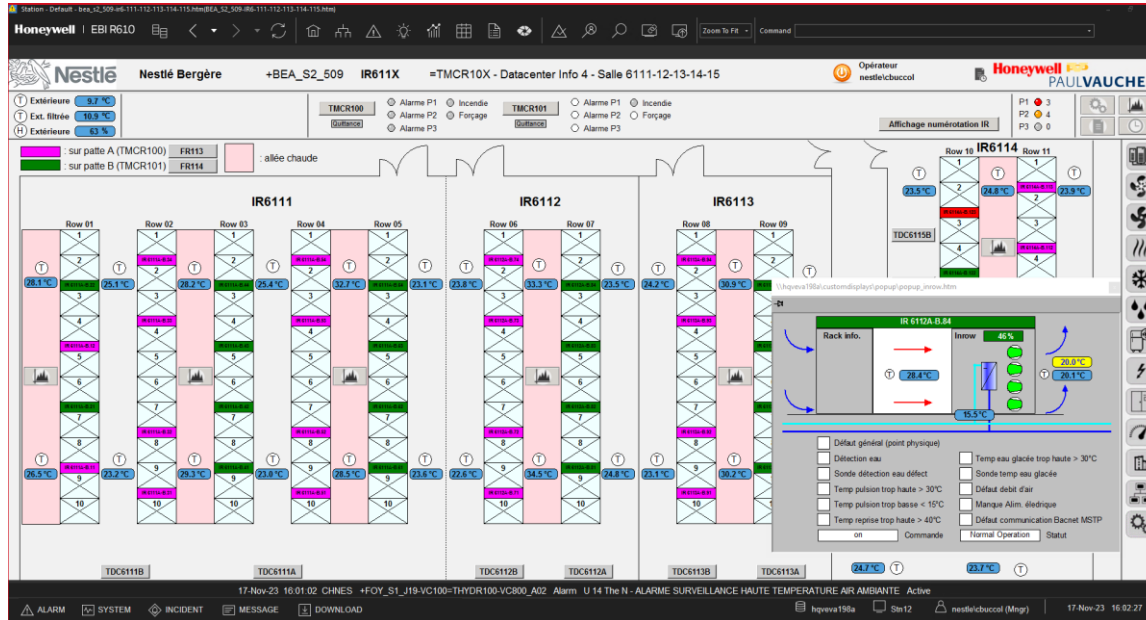 Station - Default - bea_s2_509-ir6-111-112-113-114-115.htm(BEA_S2_509-IR6-111-112-113-114-115.htm)
Honeywell | EBI R610 Zoom To Fit Command
Nestlé Nestlé Bergère +BEA_S2_509 IR611X =TMCR10X - Datacenter Info 4 - Salle 6111-12-13-14-15
Opérateur
nestle\cbuccol
Honeywell
PAUL VAUCHE
T Extérieure 9.7 °C
T Ext. filtrée 10.9 °C
H Extérieure 63 %
TMCR100 Quittance
Alarme P1 Incendie
Alarme P2 Forçage
Alarme P3
TMCR101 Quittance
Alarme P1 Incendie
Alarme P2 Forçage
Alarme P3
Affichage numérotation IR
P1 3
P2 4
P3 0
: sur patte A (TMCR100) FR113
: sur patte B (TMCR101) FR114
: allée chaude
IR6111 IR6112 IR6113 IR6114
Row 10 Row 11
23.5 °C 24.8 °C 23.9 °C
TDC6115B
Row 01 Row 02 Row 03 Row 04 Row 05 Row 06 Row 07 Row 08 Row 09
1 2 3 4 5 6 7 8 9 10
28.1 °C 25.1 °C 28.2 °C 25.4 °C 32.7 °C 23.1 °C 23.8 °C 33.3 °C 23.5 °C 24.2 °C 30.9 °C
26.5 °C 23.2 °C 29.3 °C 23.0 °C 28.5 °C 23.6 °C 22.6 °C 34.5 °C 24.8 °C 23.1 °C 30.2 °C
TDC6111B TDC6111A TDC6112B TDC6112A TDC6113B TDC6113A
24.7 °C T 23.7 °C T
\\hqveva198a\customdisplays\popup\popup_inrow.htm
IR 6112A-B.84
Rack info. Inrow 46%
T 28.4 °C
20.0 °C
T 20.1 °C
15.5 °C
Défaut général (point physique)
Détection eau
Temp eau glacée trop haute > 30°C
Sonde détection eau défect
Sonde temp eau glacée
Temp pulsion trop haute > 30°C
Défaut debit d'air
Temp pulsion trop basse < 15°C
Manque Alim. éledrique
Temp reprise trop haute > 40°C
Défaut communication Bacnet MSTP
on Commande Normal Operation Statut
17-Nov-23 16:01:02 CHNES +FOY_S1_J19-VC100=THYDR100-VC800_A02 Alarm U 14 The N - ALARME SURVEILLANCE HAUTE TEMPERATURE AIR AMBIANTE Active
ALARM SYSTEM INCIDENT MESSAGE DOWNLOAD hqveva198a Stn12 nestle\cbuccol (Mngr) 17-Nov-23 16:02:27